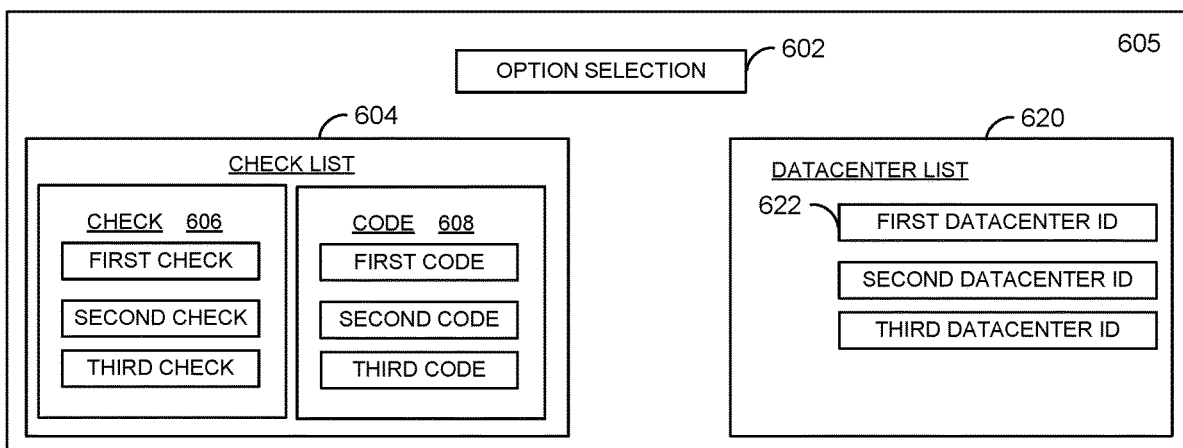 602
605
OPTION SELECTION
604
620
CHECK LIST
CHECK 606
FIRST CHECK
SECOND CHECK
THIRD CHECK
CODE 608
FIRST CODE
SECOND CODE
THIRD CODE
DATACENTER LIST
622
FIRST DATACENTER ID
SECOND DATACENTER ID
THIRD DATACENTER ID